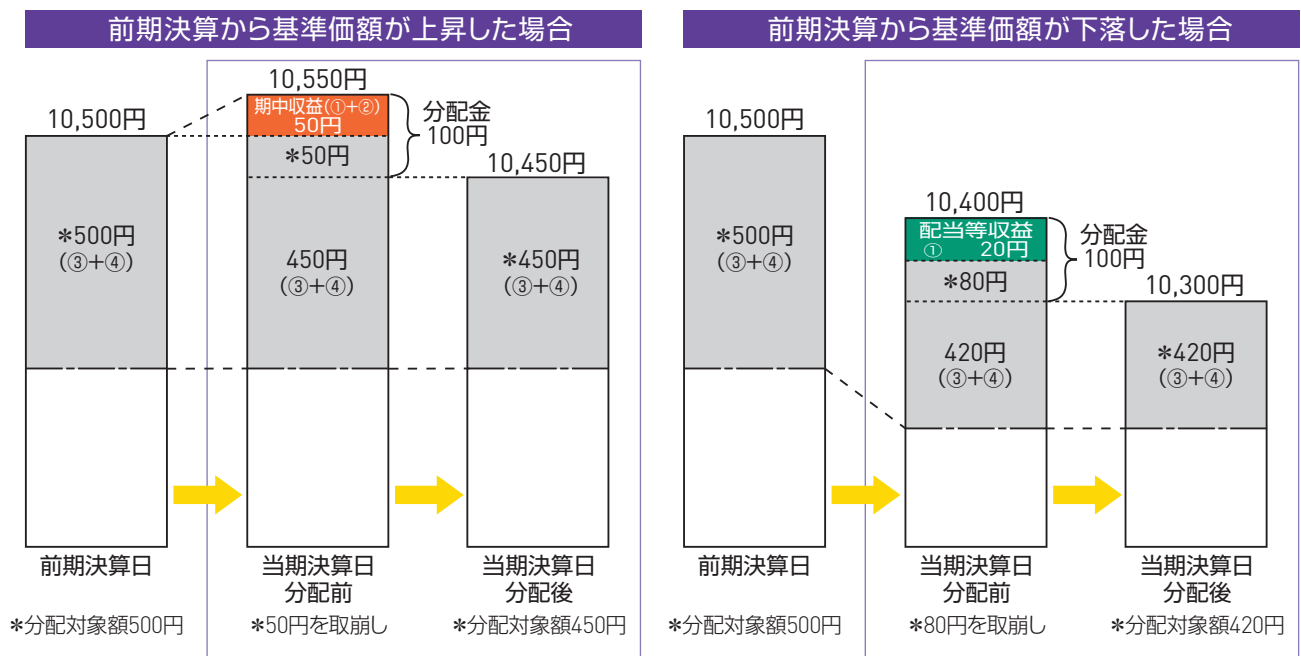 前期決算から基準価額が上昇した場合
10,500円
*500円
(③+④)
前期決算日
*分配対象額500円
10,550円
期中収益(①+②)
50円
*50円
450円
(③+④)
分配金
100円
当期決算日
分配前
*50円を取崩し
10,450円
*450円
(③+④)
当期決算日
分配後
*分配対象額450円
前期決算から基準価額が下落した場合
10,500円
*500円
(③+④)
前期決算日
*分配対象額500円
10,400円
配当等収益
① 20円
*80円
420円
(③+④)
分配金
100円
当期決算日
分配前
*80円を取崩し
10,300円
*420円
(③+④)
当期決算日
分配後
*分配対象額420円